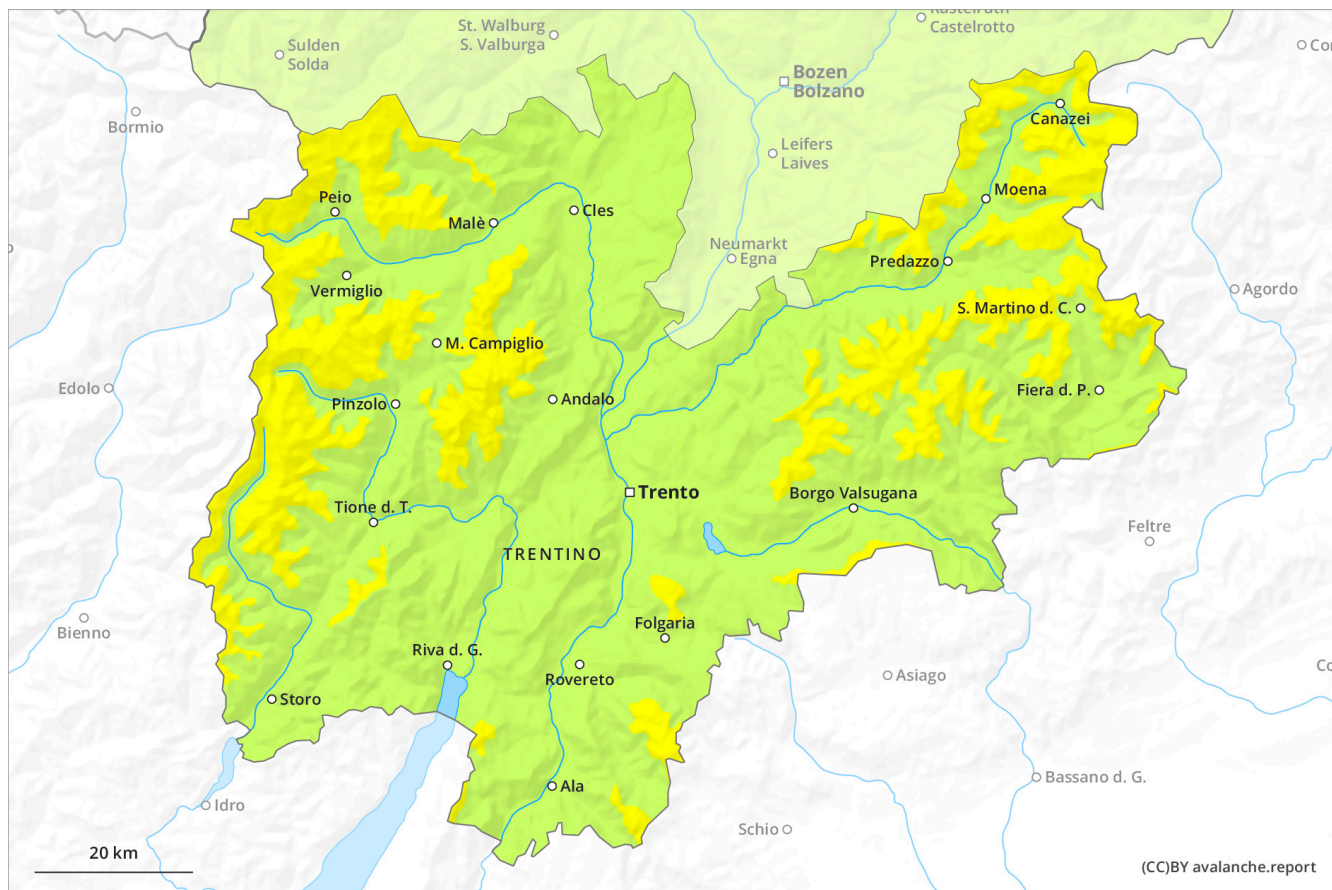 Kastelruth
Castelrotto
St. Walburg
S. Valburga
Sulden
Solda
Bozen
Bolzano
Bormio
Canazei
Leifers
Laives
Peio
Moena
Malè
Cles
Neumarkt
Egna
Predazzo
Vermiglio
Agordo
S. Martino d. C.
M. Campiglio
Edolo
Andalo
Fiera d. P.
Pinzolo
Trento
Borgo Valsugana
Tione d. T.
Feltre
TRENTINO
Bienno
Folgaria
Riva d. G.
Rovereto
Asiago
Storo
Ala
Bassano d. G.
Idro
Schio
20 km
(CC)BY avalanche.report